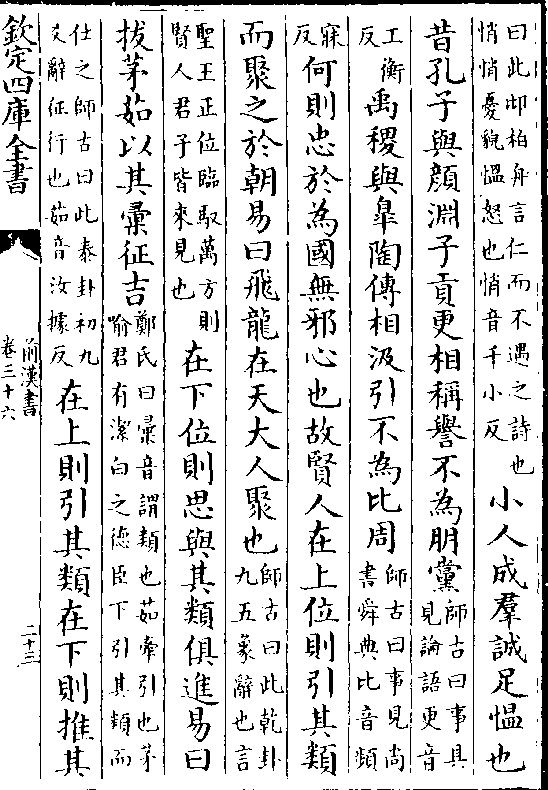 曰此邶柏舟言仁而不遇之詩也
悄悄憂貌愠怒也悄音千小反
小人成羣誠足愠也
昔孔子與顔淵子貢更相稱譽不為朋黨
師古曰事具
見論語更音
工衡
反
禹稷與臯陶傳相汲引不為比周
師古曰事見尚
書舜典比音頻
寐
反
何則忠於為國無邪心也故賢人在上位則引其類
而聚之於朝易曰飛龍在天大人聚也
師古曰此乾卦
九五象辭也言
聖王正位臨馭萬方則
賢人君子皆來見也
在下位則思與其類俱進易曰
拔茅茹以其彚征吉
鄭氏曰彚音謂類也茹牽引也茅
喻君有潔白之德臣下引其類而
仕之師古曰此泰卦初九
爻辭征行也茹音汝據反
在上則引其類在下則推其
欽定四庫全書
前漢書
卷三十六
二十三